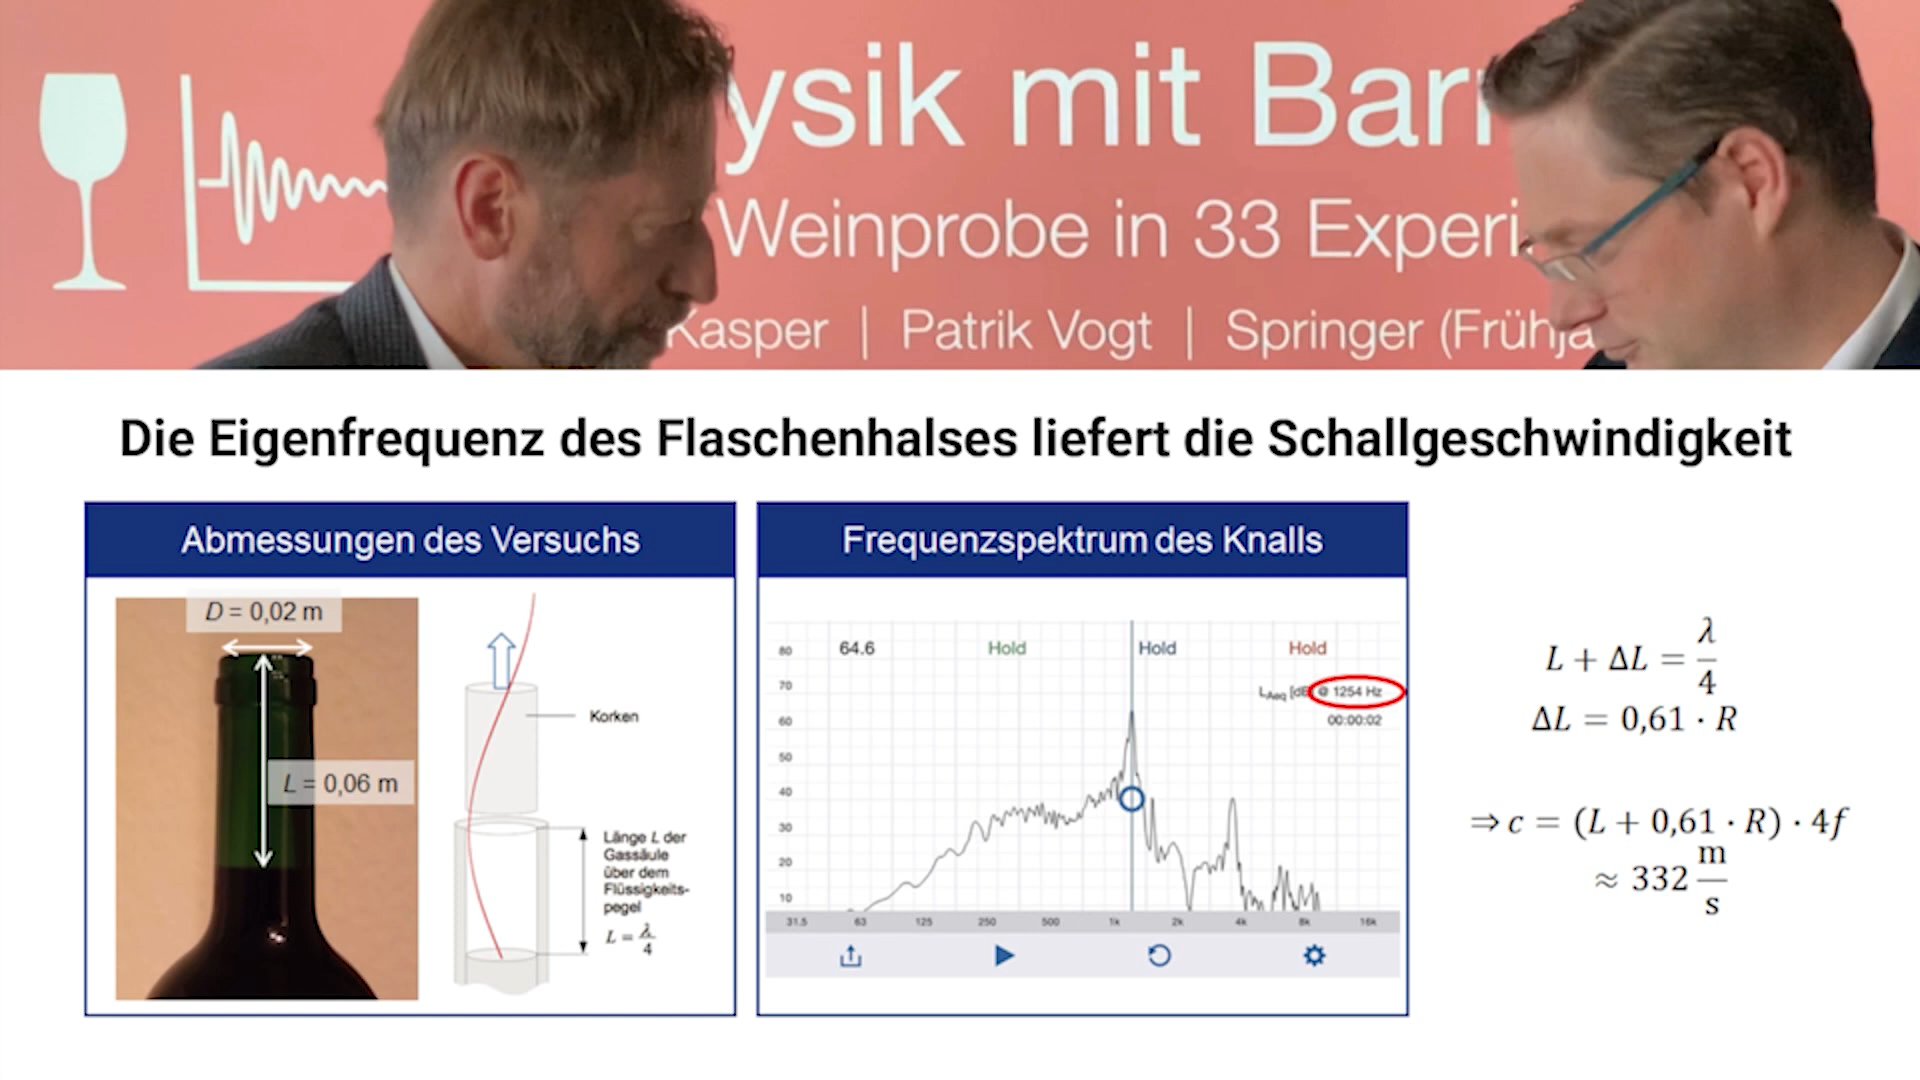 ysik mit Barr
Weinprobe in 33 Experi
Kasper | Patrik Vogt | Springer (Frühja
Die Eigenfrequenz des Flaschenhalses liefert die Schallgeschwindigkeit
Abmessungen des Versuchs
D = 0,02 m
L = 0,06 m
Korken
Länge L der
Gassäule
über dem
Flüssigkeits-
pegel
L = λ/4
Frequenzspektrum des Knalls
64.6 Hold Hold Hold
LAeq [dB @ 1254 Hz
00:00:02
80
70
60
50
40
30
20
10
31.5 63 125 250 500 1k 2k 4k 8k 16k
L + ΔL = λ/4
ΔL = 0,61 · R
⇒ c = (L + 0,61 · R) · 4f
≈ 332 m/s